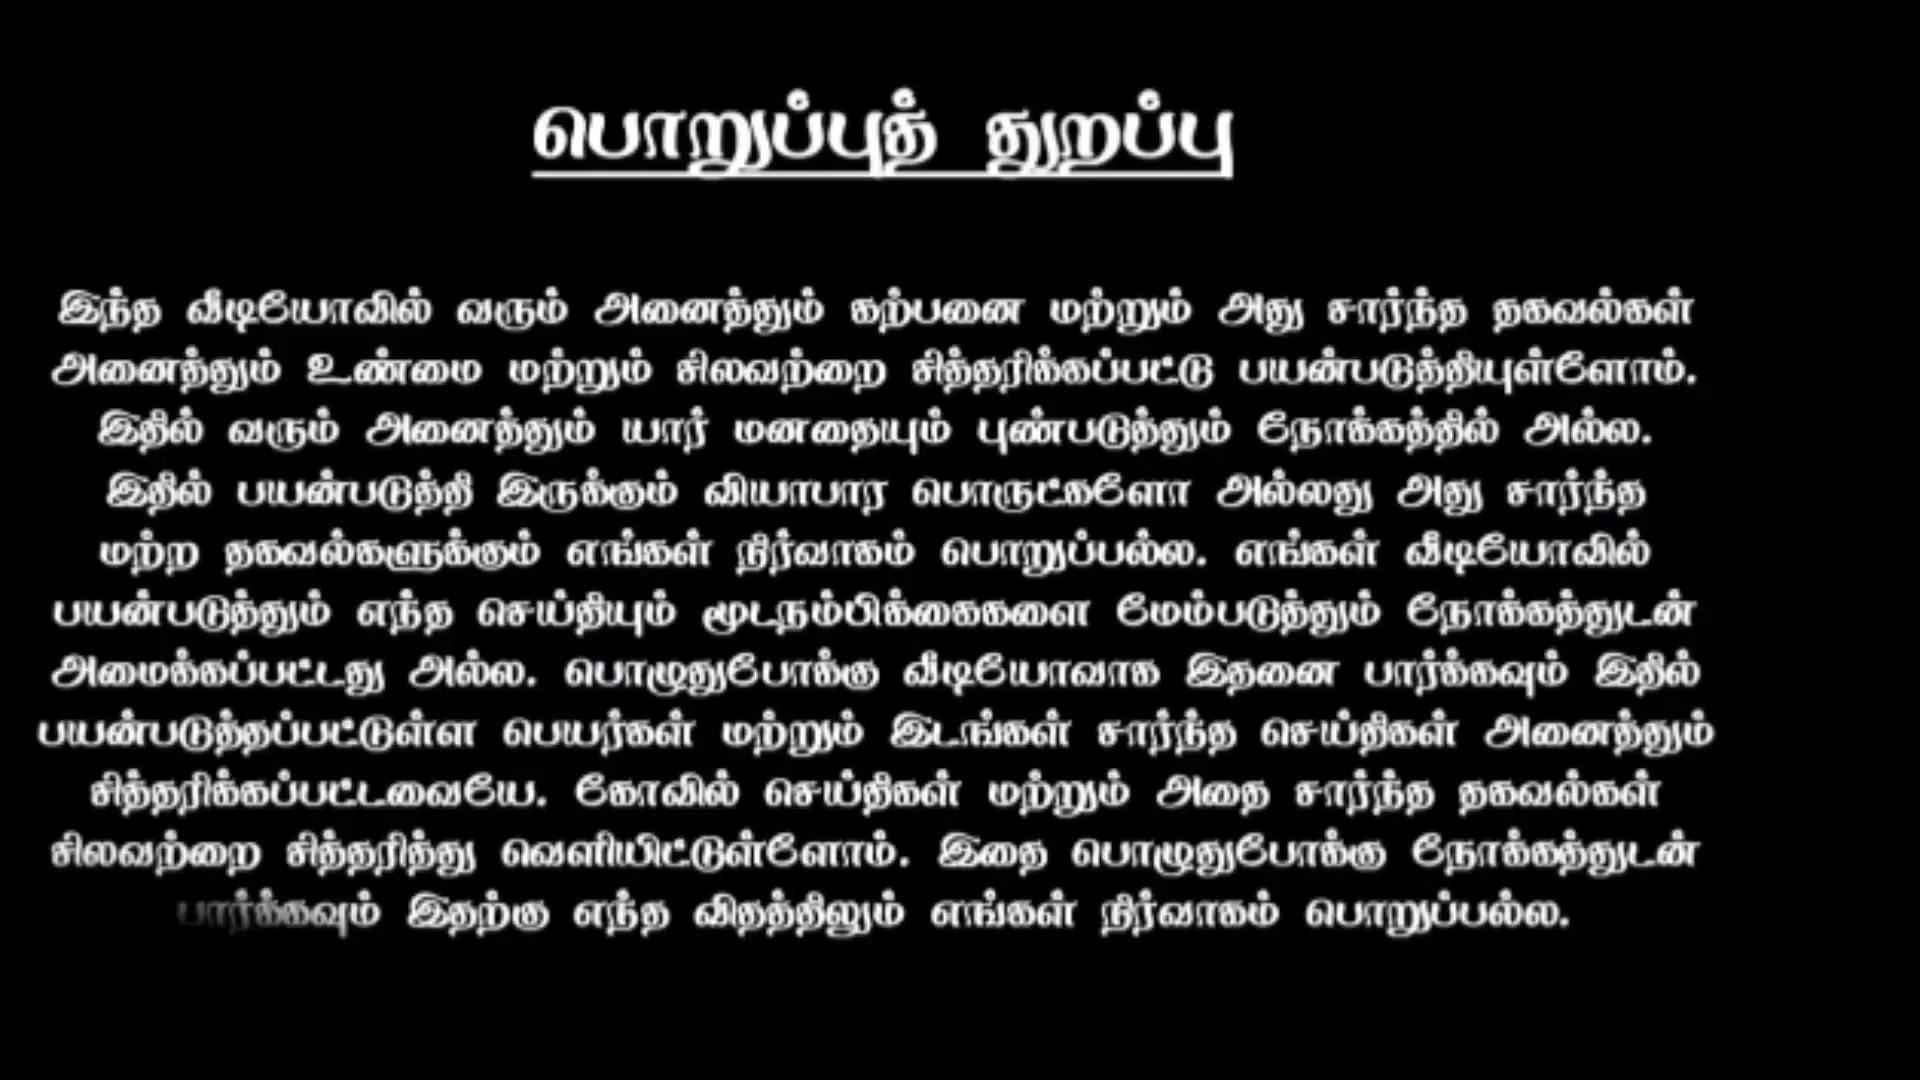 பொறுப்புத் துறப்பு
இந்த வீடியோவில் வரும் அனைத்தும் கற்பனை மற்றும் அது சார்ந்த தகவல்கள்
அனைத்தும் உண்மை மற்றும் சிலவற்றை சித்தரிக்கப்பட்டு பயன்படுத்தியுள்ளோம்.
இதில் வரும் அனைத்தும் யார் மனதையும் புண்படுத்தும் நோக்கத்தில் அல்ல.
இதில் பயன்படுத்தி இருக்கும் வியாபார பொருட்களோ அல்லது அது சார்ந்த
மற்ற தகவல்களுக்கும் எங்கள் நிர்வாகம் பொறுப்பல்ல. எங்கள் வீடியோவில்
பயன்படுத்தும் எந்த செய்தியும் மூடநம்பிக்கைகளை மேம்படுத்தும் நோக்கத்துடன்
அமைக்கப்பட்டது அல்ல. பொழுதுபோக்கு வீடியோவாக இதனை பார்க்கவும் இதில்
பயன்படுத்தப்பட்டுள்ள பெயர்கள் மற்றும் இடங்கள் சார்ந்த செய்திகள் அனைத்தும்
சித்தரிக்கப்பட்டவையே. கோவில் செய்திகள் மற்றும் அதை சார்ந்த தகவல்கள்
சிலவற்றை சித்தரித்து வெளியிட்டுள்ளோம். இதை பொழுதுபோக்கு நோக்கத்துடன்
பார்க்கவும் இதற்கு எந்த விதத்திலும் எங்கள் நிர்வாகம் பொறுப்பல்ல.